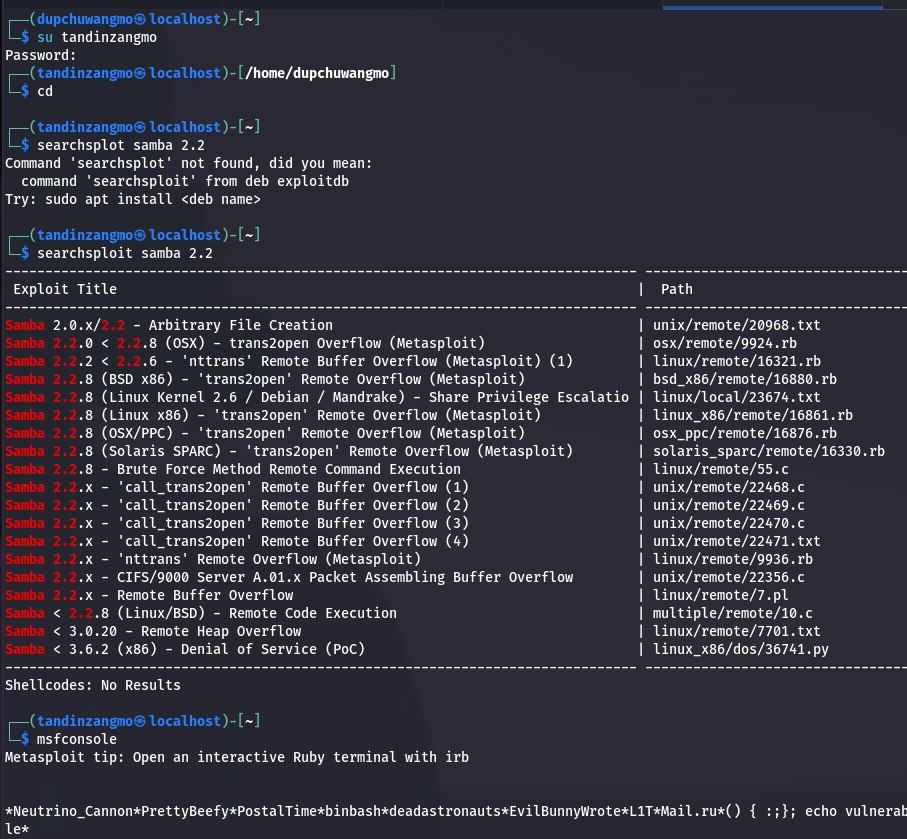 ┌──(dupchuwangmo㉿localhost)-[~]
└─$ su tandinzangmo
Password:
┌──(tandinzangmo㉿localhost)-[/home/dupchuwangmo]
└─$ cd
┌──(tandinzangmo㉿localhost)-[~]
└─$ searchsplot samba 2.2
Command 'searchsplot' not found, did you mean:
  command 'searchsploit' from deb exploitdb
Try: sudo apt install <deb name>
┌──(tandinzangmo㉿localhost)-[~]
└─$ searchsploit samba 2.2
 Exploit Title | Path
Samba 2.0.x/2.2 - Arbitrary File Creation | unix/remote/20968.txt
Samba 2.2.0 < 2.2.8 (OSX) - trans2open Overflow (Metasploit) | osx/remote/9924.rb
Samba 2.2.2 < 2.2.6 - 'nttrans' Remote Buffer Overflow (Metasploit) (1) | linux/remote/16321.rb
Samba 2.2.8 (BSD x86) - 'trans2open' Remote Overflow (Metasploit) | bsd_x86/remote/16880.rb
Samba 2.2.8 (Linux Kernel 2.6 / Debian / Mandrake) - Share Privilege Escalatio | linux/local/23674.txt
Samba 2.2.8 (Linux x86) - 'trans2open' Remote Overflow (Metasploit) | linux_x86/remote/16861.rb
Samba 2.2.8 (OSX/PPC) - 'trans2open' Remote Overflow (Metasploit) | osx_ppc/remote/16876.rb
Samba 2.2.8 (Solaris SPARC) - 'trans2open' Remote Overflow (Metasploit) | solaris_sparc/remote/16330.rb
Samba 2.2.8 - Brute Force Method Remote Command Execution | linux/remote/55.c
Samba 2.2.x - 'call_trans2open' Remote Buffer Overflow (1) | unix/remote/22468.c
Samba 2.2.x - 'call_trans2open' Remote Buffer Overflow (2) | unix/remote/22469.c
Samba 2.2.x - 'call_trans2open' Remote Buffer Overflow (3) | unix/remote/22470.c
Samba 2.2.x - 'call_trans2open' Remote Buffer Overflow (4) | unix/remote/22471.txt
Samba 2.2.x - 'nttrans' Remote Overflow (Metasploit) | linux/remote/9936.rb
Samba 2.2.x - CIFS/9000 Server A.01.x Packet Assembling Buffer Overflow | unix/remote/22356.c
Samba 2.2.x - Remote Buffer Overflow | linux/remote/7.pl
Samba < 2.2.8 (Linux/BSD) - Remote Code Execution | multiple/remote/10.c
Samba < 3.0.20 - Remote Heap Overflow | linux/remote/7701.txt
Samba < 3.6.2 (x86) - Denial of Service (PoC) | linux_x86/dos/36741.py
Shellcodes: No Results
┌──(tandinzangmo㉿localhost)-[~]
└─$ msfconsole
Metasploit tip: Open an interactive Ruby terminal with irb
*Neutrino_Cannon*PrettyBeefy*PostalTime*binbash*deadastronauts*EvilBunnyWrote*L1T*Mail.ru*() { :;}; echo vulnerab
le*